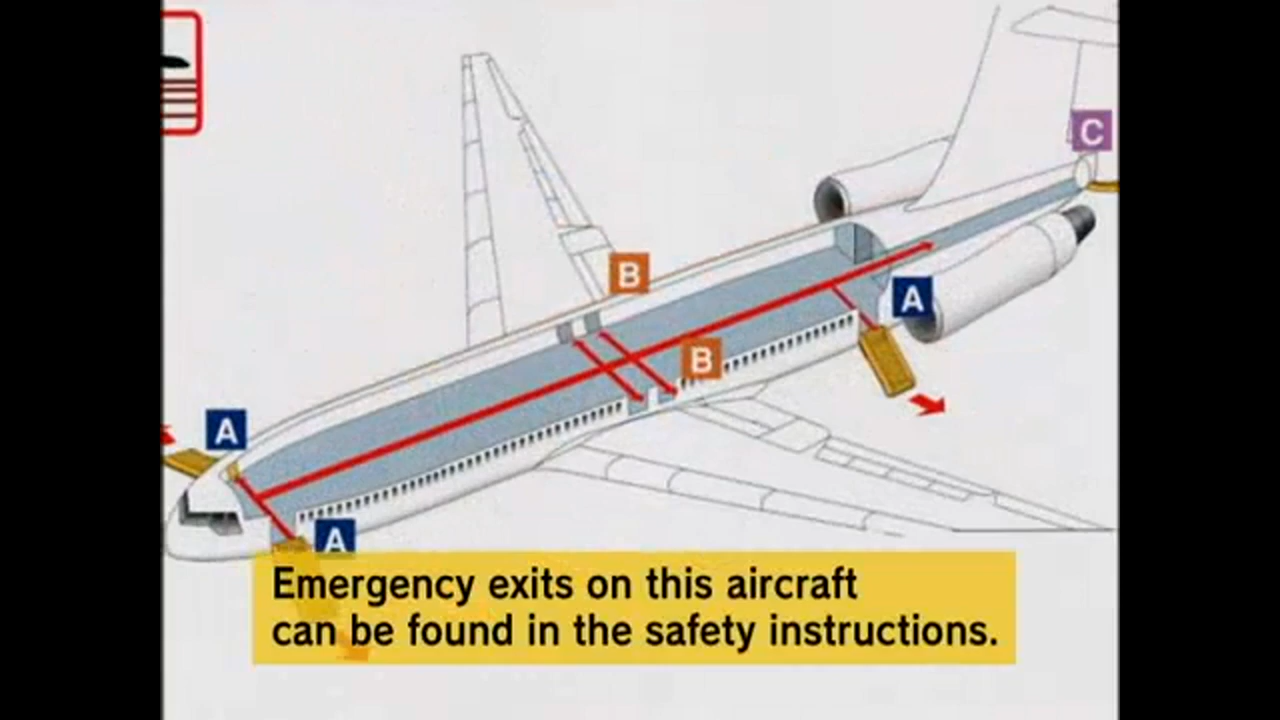 C
B
A
B
A
A
Emergency exits on this aircraft
can be found in the safety instructions.